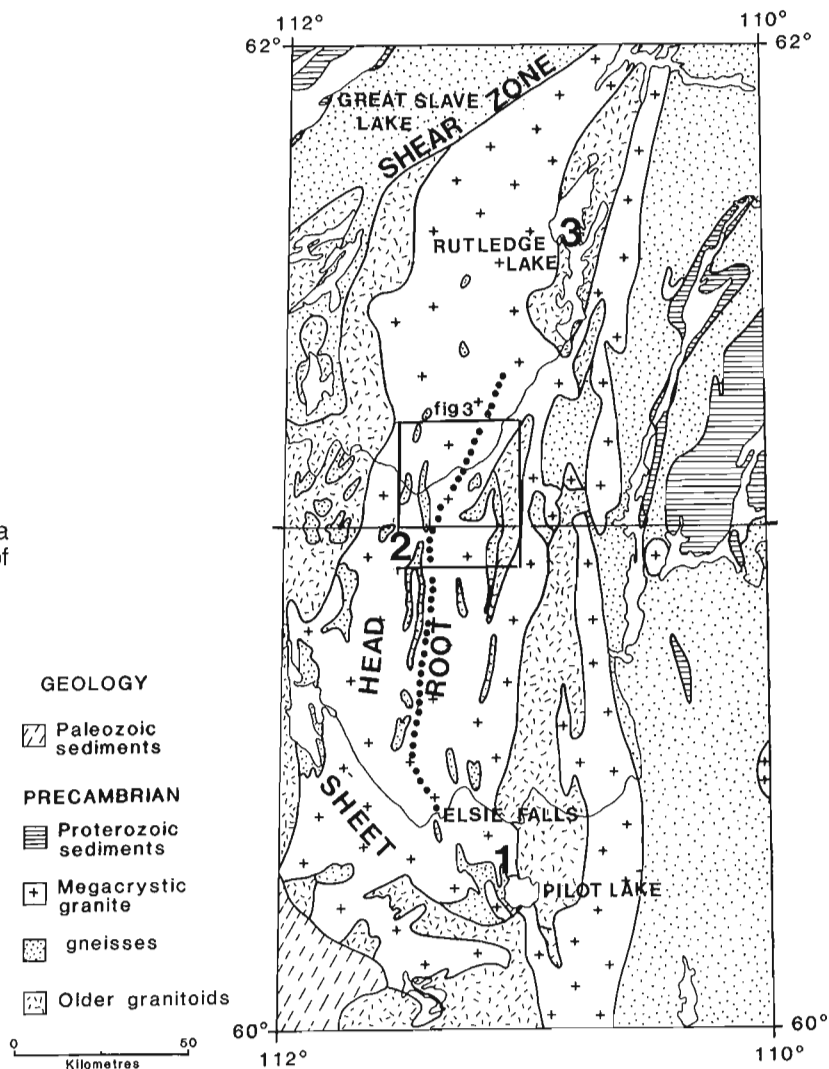 112°
110°
62°
62°
GREAT SLAVE
LAKE
SHEAR ZONE
RUTLEDGE
LAKE
3
fig3
2
a
of
HEAD
ROOT
SHEET
ELSIE FALLS
1
PILOT LAKE
GEOLOGY
Paleozoic
sediments
PRECAMBRIAN
Proterozoic
sediments
Megacrystic
granite
gneisses
Older granitoids
0 50
Kilometres
60°
60°
112°
110°